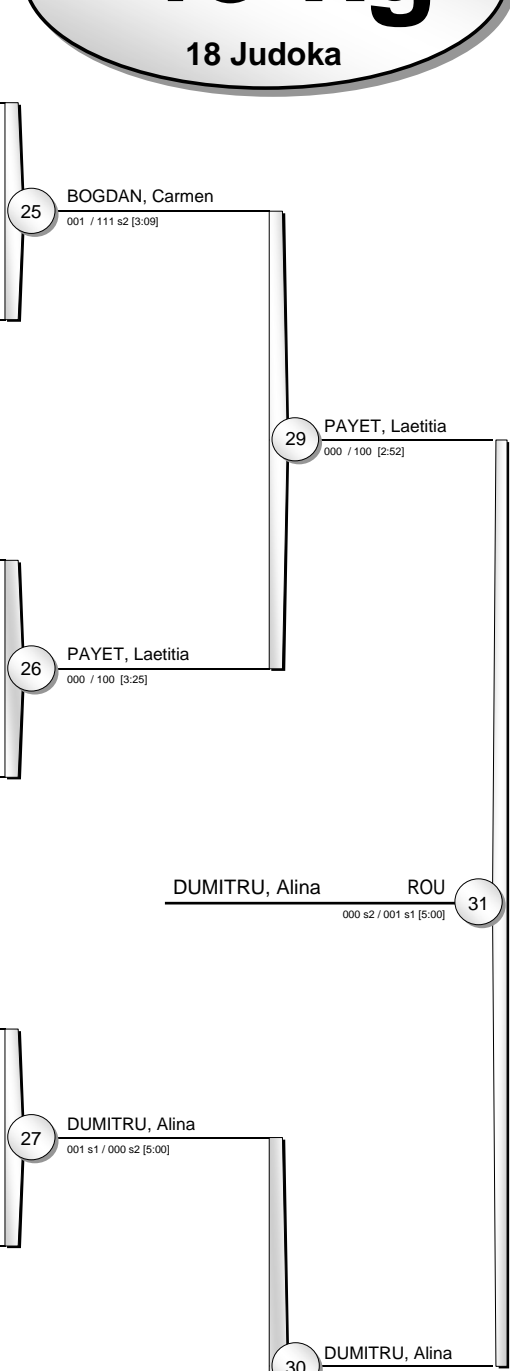 18 Judoka
25
BOGDAN, Carmen
001 / 111 s2 [3:09]
29
PAYET, Laetitia
000 / 100 [2:52]
26
PAYET, Laetitia
000 / 100 [3:25]
DUMITRU, Alina ROU
31
000 s2 / 001 s1 [5:00]
27
DUMITRU, Alina
001 s1 / 000 s2 [5:00]
30
DUMITRU, Alina